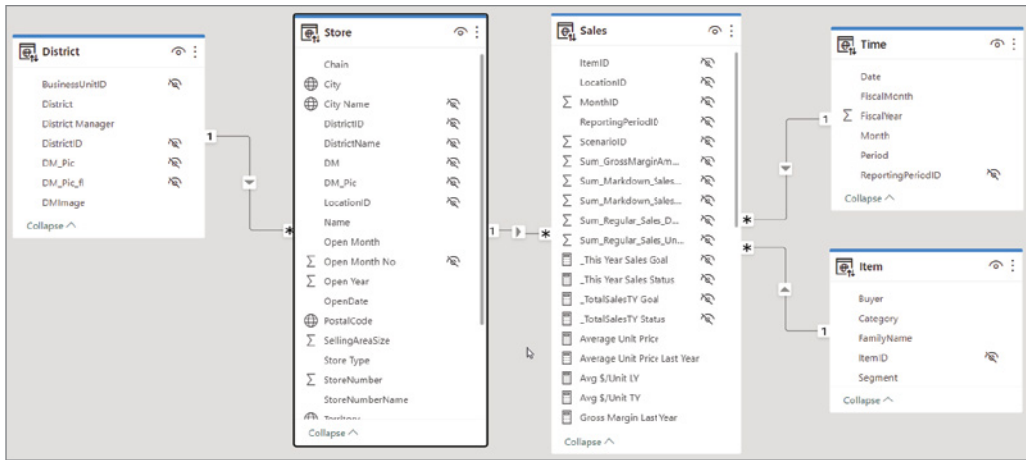 District
BusinessUnitID
District
District Manager
DistrictID
DM_Pic
DM_Pic_fl
DMImage
Collapse
1
*
Store
Chain
City
City Name
DistrictID
DistrictName
DM
DM_Pic
LocationID
Name
Open Month
Open Month No
Open Year
OpenDate
PostalCode
SellingAreaSize
Store Type
StoreNumber
StoreNumberName
Territory
Collapse
1
*
Sales
ItemID
LocationID
MonthID
ReportingPeriodID
ScenarioID
Sum_GrossMarginAm...
Sum_Markdown_Sales...
Sum_Markdown_Sales...
Sum_Regular_Sales_D...
Sum_Regular_Sales_Un...
_This Year Sales Goal
_This Year Sales Status
_TotalSalesTY Goal
_TotalSalesTY Status
Average Unit Price
Average Unit Price Last Year
Avg $/Unit LY
Avg $/Unit TY
Gross Margin Last Year
Collapse
*
*
1
Time
Date
FiscalMonth
FiscalYear
Month
Period
ReportingPeriodID
Collapse
1
Item
Buyer
Category
FamilyName
ItemID
Segment
Collapse